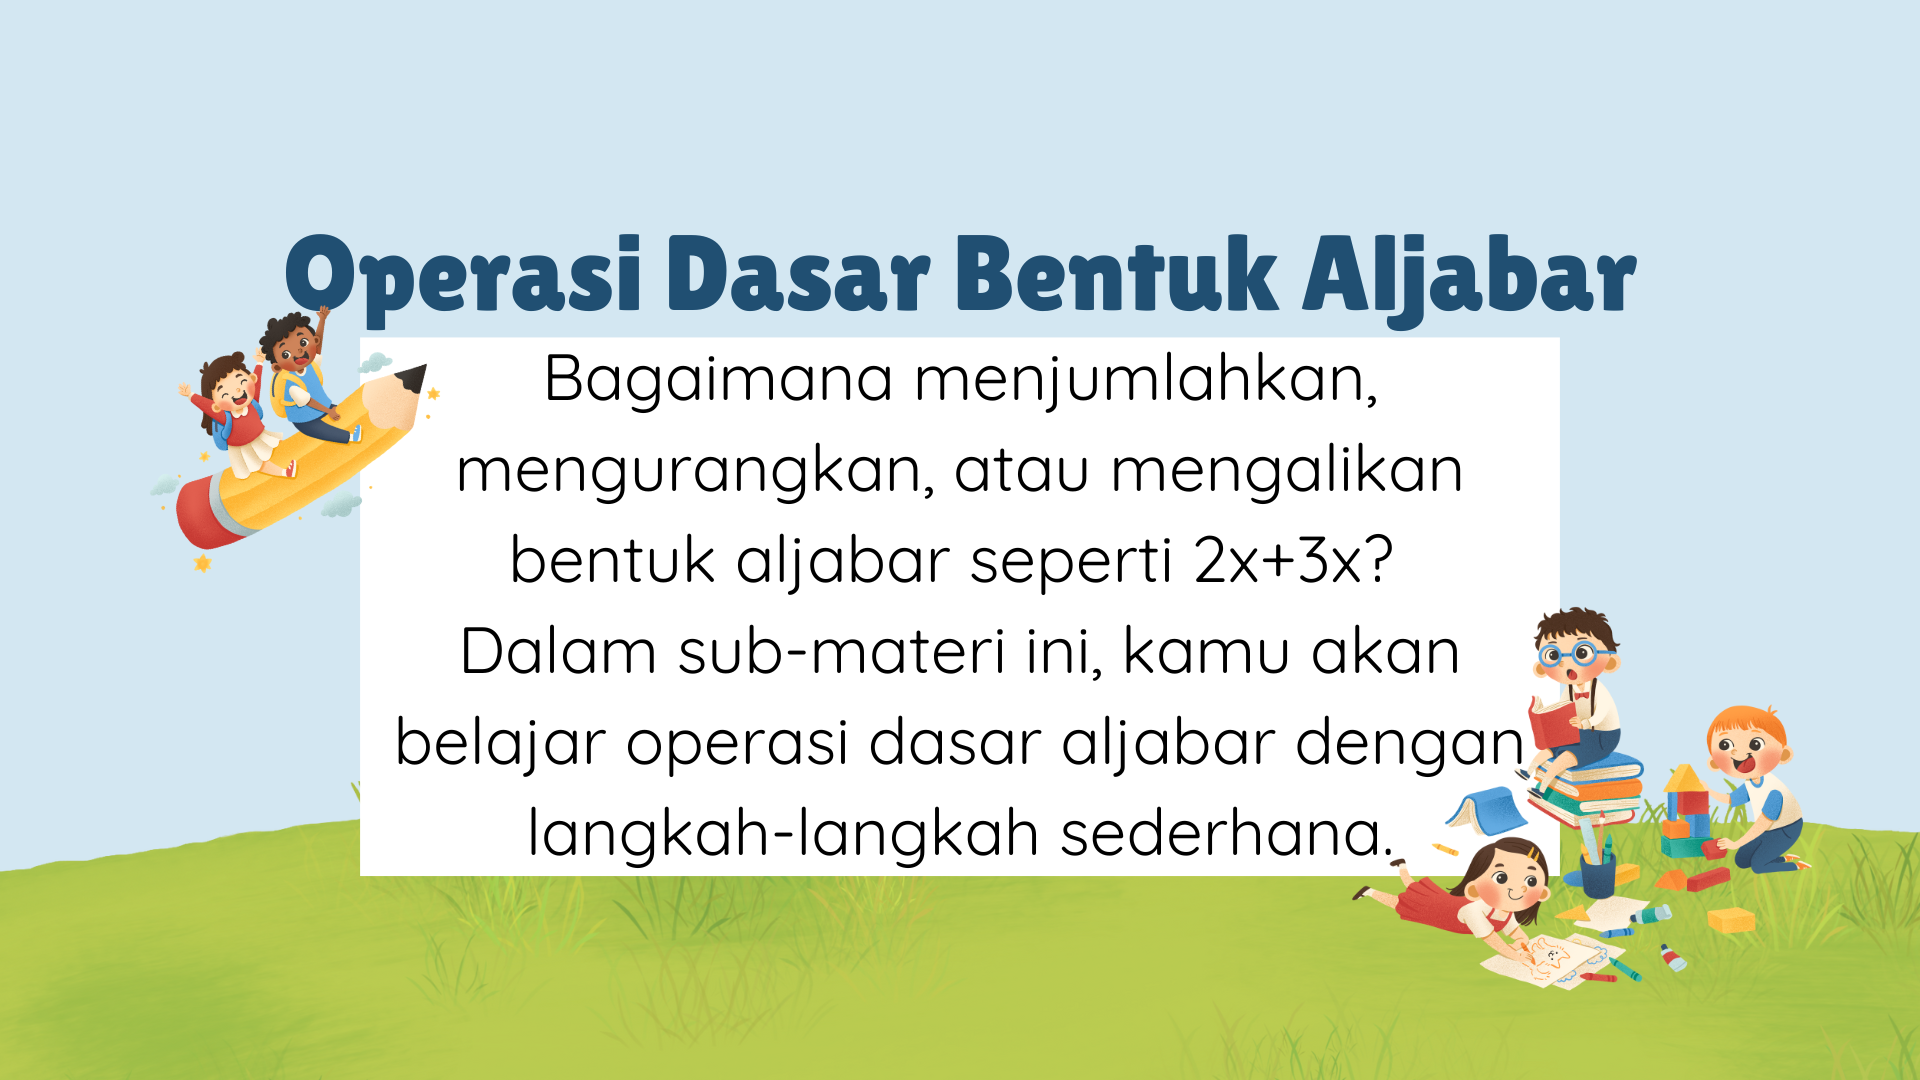 Operasi Dasar Bentuk Aljabar
Bagaimana menjumlahkan,
mengurangkan, atau mengalikan
bentuk aljabar seperti 2x+3x?
Dalam sub-materi ini, kamu akan
belajar operasi dasar aljabar dengan
langkah-langkah sederhana.